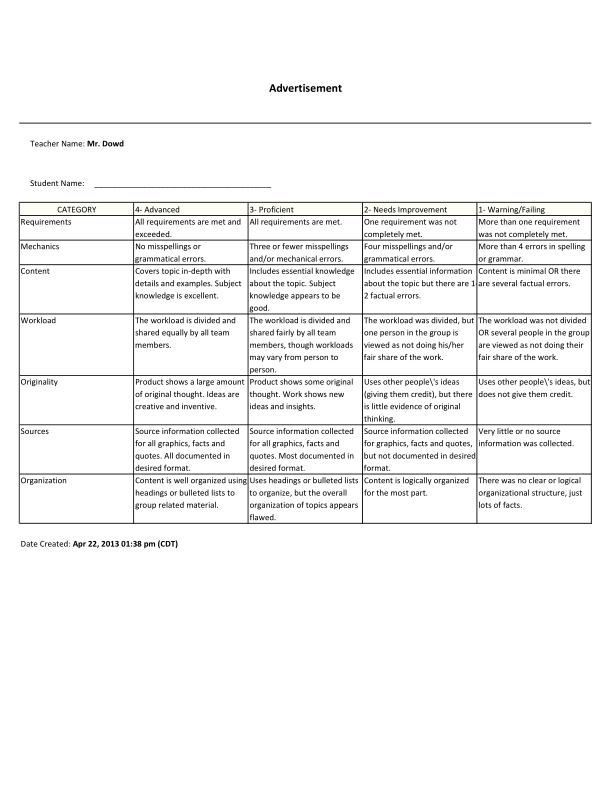 Advertisement
Teacher Name: Mr. Dowd
Student Name: ________________________________________
CATEGORY 4- Advanced 3- Proficient 2- Needs Improvement 1- Warning/Failing
Requirements All requirements are met and All requirements are met. One requirement was not More than one requirement
exceeded. completely met. was not completely met.
Mechanics No misspellings or Three or fewer misspellings Four misspellings and/or More than 4 errors in spelling
grammatical errors. and/or mechanical errors. grammatical errors. or grammar.
Content Covers topic in-depth with Includes essential knowledge Includes essential information Content is minimal OR there
details and examples. Subject about the topic. Subject about the topic but there are 1 are several factual errors.
knowledge is excellent. knowledge appears to be 2 factual errors.
good.
Workload The workload is divided and The workload is divided and The workload was divided, but The workload was not divided
shared equally by all team shared fairly by all team one person in the group is OR several people in the group
members. members, though workloads viewed as not doing his/her are viewed as not doing their
may vary from person to fair share of the work. fair share of the work.
person.
Originality Product shows a large amount Product shows some original Uses other people\'s ideas Uses other people\'s ideas, but
of original thought. Ideas are thought. Work shows new (giving them credit), but there does not give them credit.
creative and inventive. ideas and insights. is little evidence of original
thinking.
Sources Source information collected Source information collected Source information collected Very little or no source
for all graphics, facts and for all graphics, facts and for graphics, facts and quotes, information was collected.
quotes. All documented in quotes. Most documented in but not documented in desired
desired format. desired format. format.
Organization Content is well organized using Uses headings or bulleted lists Content is logically organized There was no clear or logical
headings or bulleted lists to to organize, but the overall for the most part. organizational structure, just
group related material. organization of topics appears lots of facts.
flawed.
Date Created: Apr 22, 2013 01:38 pm (CDT)